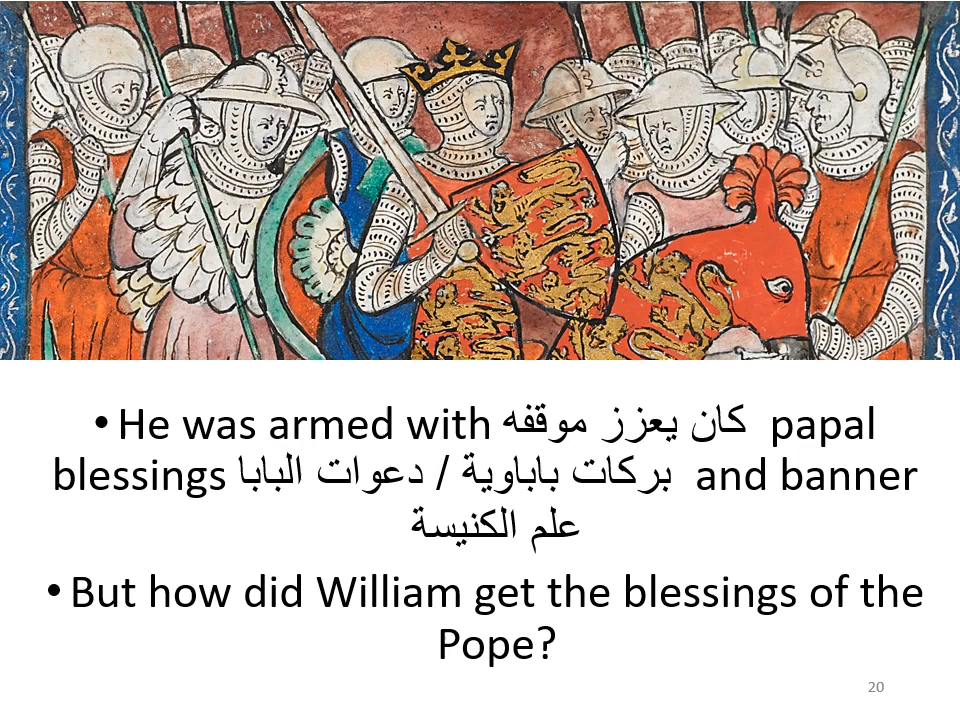 • He was armed with كان يعزز موقفه papal
blessings بركات باباوية / دعوات البابا and banner
علم الكنيسة
• But how did William get the blessings of the
Pope?
20